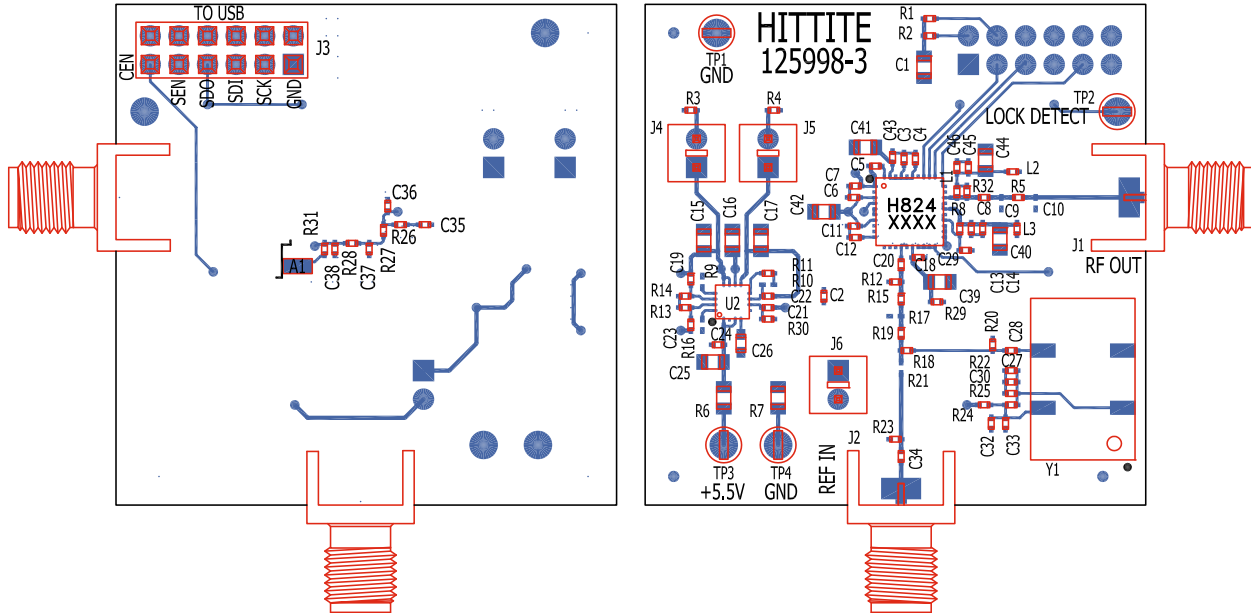 TO USB
J3
CEN
SEN
SDO
SDI
SCK
GND
C36
C35
R26
R31
A1
C38
R28
C37
R27
HITTITE
125998-3
TP1
GND
R1
R2
C1
TP2
LOCK DETECT
R3
R4
J4
J5
C41
C43
C3
C4
C5
C7
C6
C42
C11
C12
H824
XXXX
L1
C46
C45
C44
L2
R32
R5
R8
C8
C9
C10
L3
C40
C29
C13
C14
J1
RF OUT
C15
C16
C17
C19
R9
R11
R10
R14
R13
U2
C22
C21
R30
C2
C23
R16
C24
C25
C26
C20
C18
R12
R15
C39
R29
R17
R19
R18
R21
R20
C28
R22
C27
C30
R25
R24
C32
C33
Y1
J6
R6
R7
TP3
+5.5V
TP4
GND
REF IN
J2
R23
C34